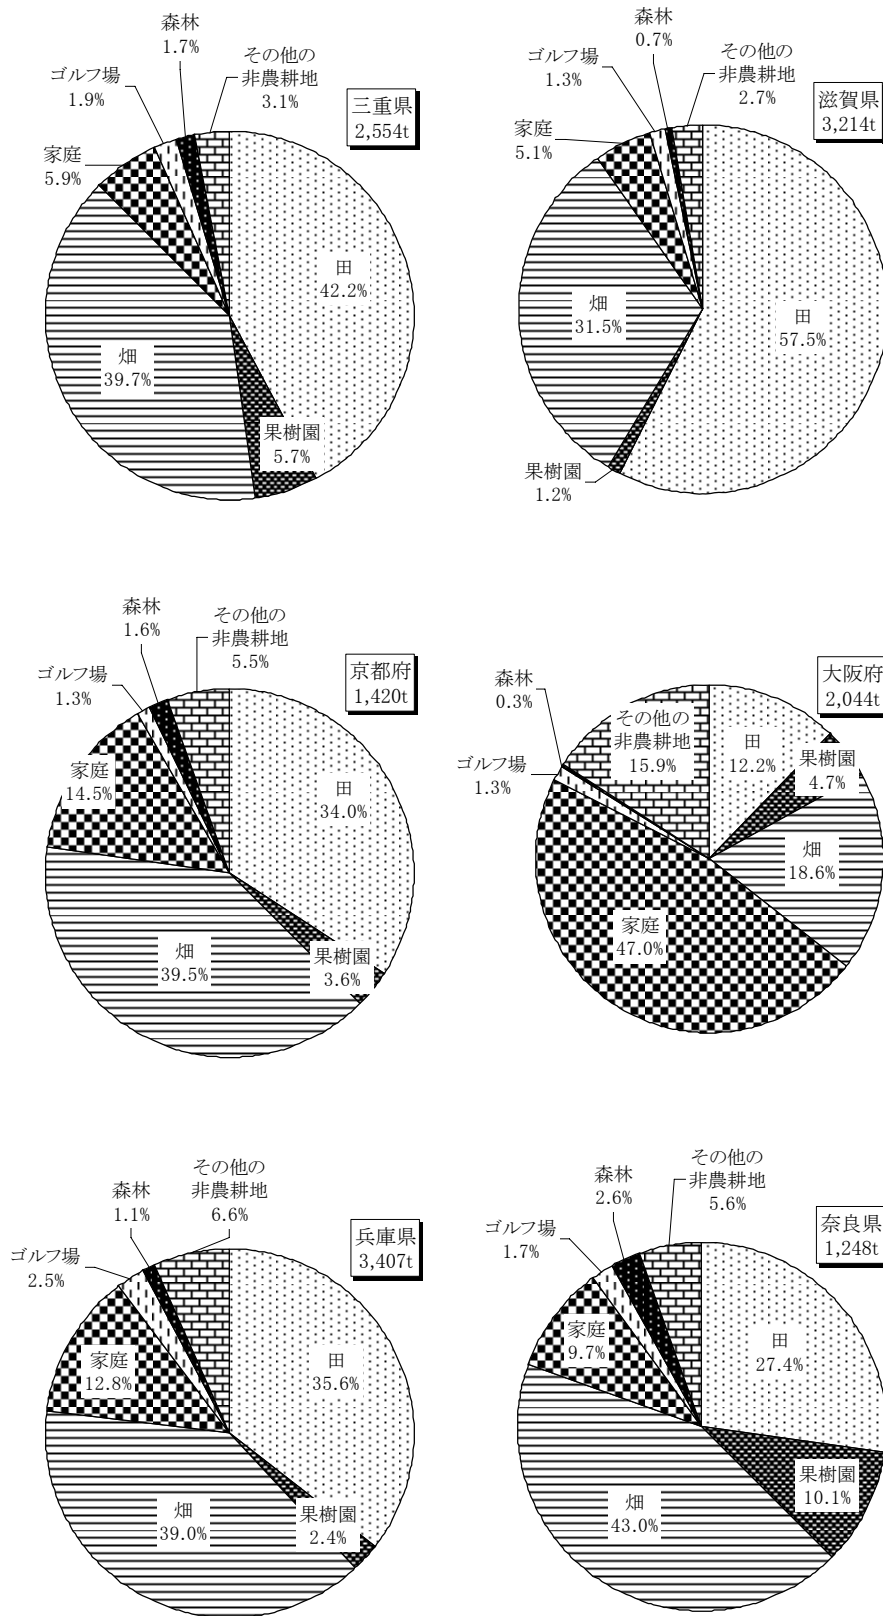 森林
1.7%
ゴルフ場
1.9%
その他の
非農耕地
3.1%
三重県
2,554t
家庭
5.9%
田
42.2%
畑
39.7%
果樹園
5.7%
森林
0.7%
ゴルフ場
1.3%
その他の
非農耕地
2.7%
滋賀県
3,214t
家庭
5.1%
畑
31.5%
田
57.5%
果樹園
1.2%
森林
1.6%
その他の
非農耕地
5.5%
ゴルフ場
1.3%
京都府
1,420t
家庭
14.5%
田
34.0%
畑
39.5%
果樹園
3.6%
森林
0.3%
その他の
非農耕地
15.9%
大阪府
2,044t
ゴルフ場
1.3%
田
12.2%
果樹園
4.7%
畑
18.6%
家庭
47.0%
森林
1.1%
その他の
非農耕地
6.6%
ゴルフ場
2.5%
兵庫県
3,407t
家庭
12.8%
田
35.6%
畑
39.0%
果樹園
2.4%
森林
2.6%
その他の
非農耕地
5.6%
ゴルフ場
1.7%
奈良県
1,248t
家庭
9.7%
田
27.4%
果樹園
10.1%
畑
43.0%